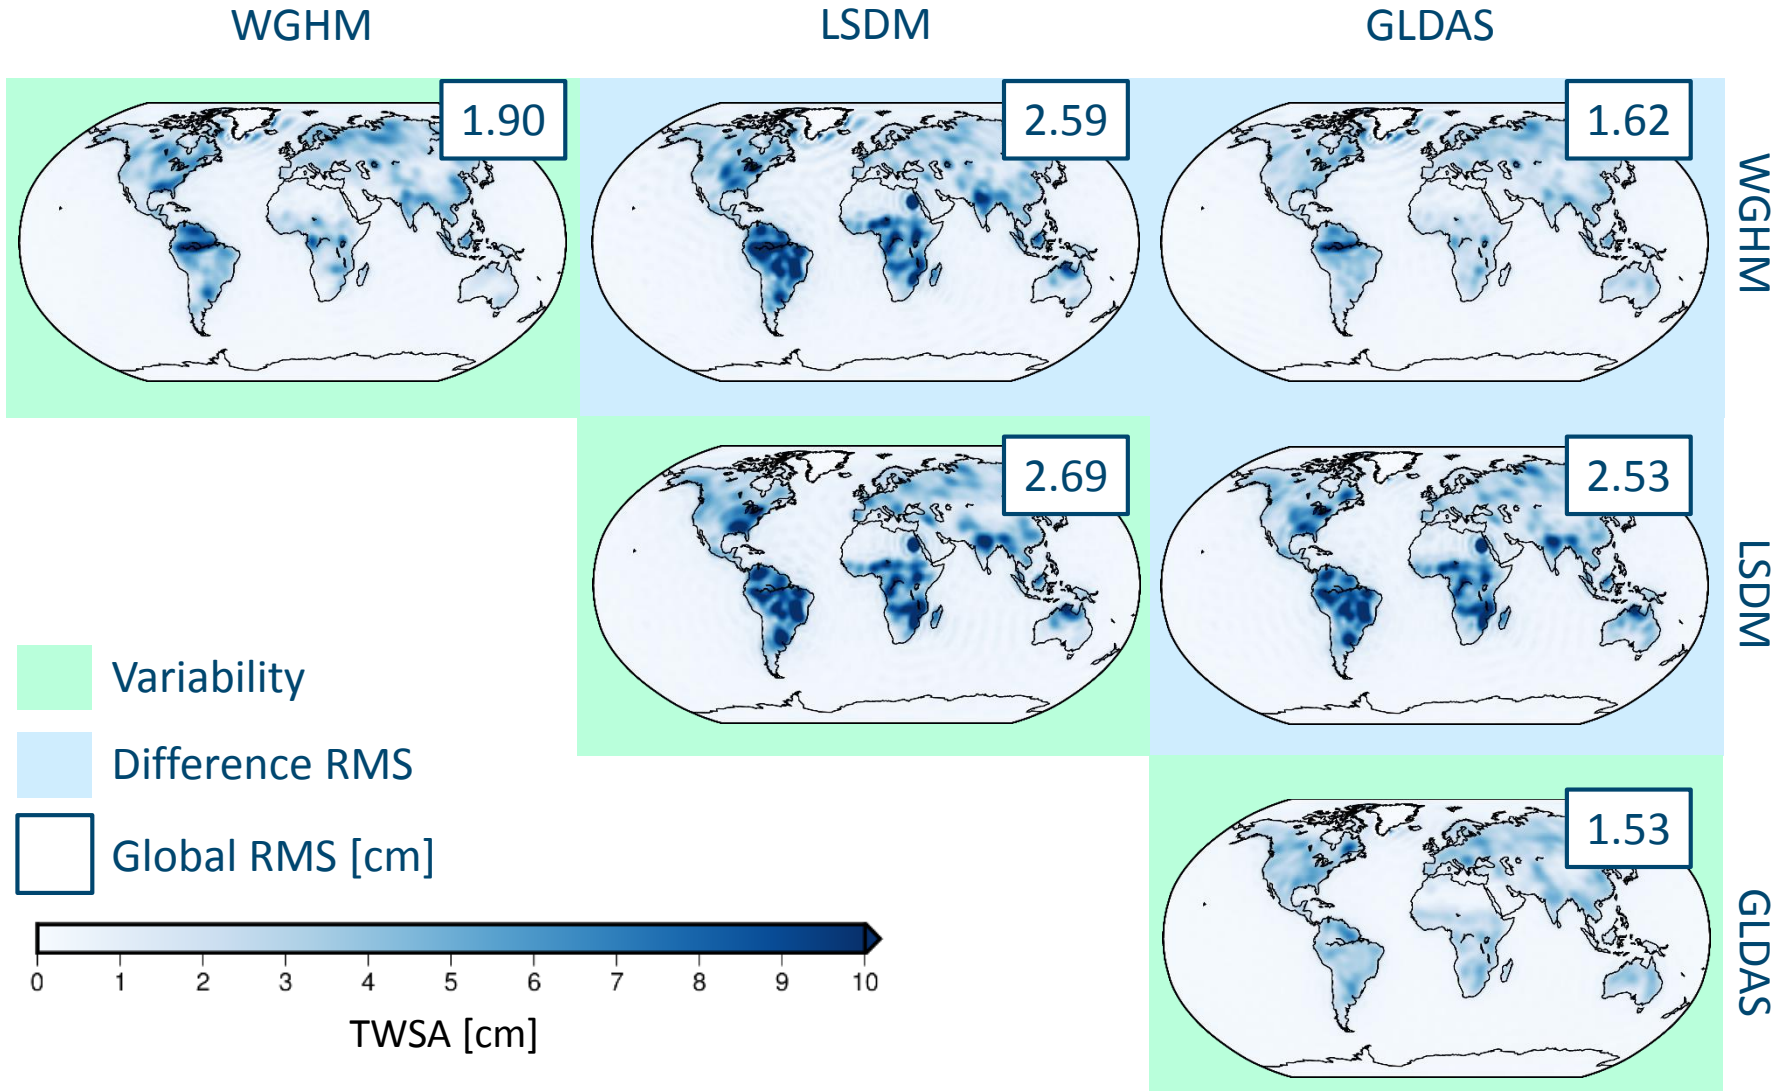 WGHM LSDM GLDAS
1.90 2.59 1.62 WGHM
2.69 2.53 LSDM
Variability
Difference RMS
Global RMS [cm]
1.53 GLDAS
0 1 2 3 4 5 6 7 8 9 10
TWSA [cm]